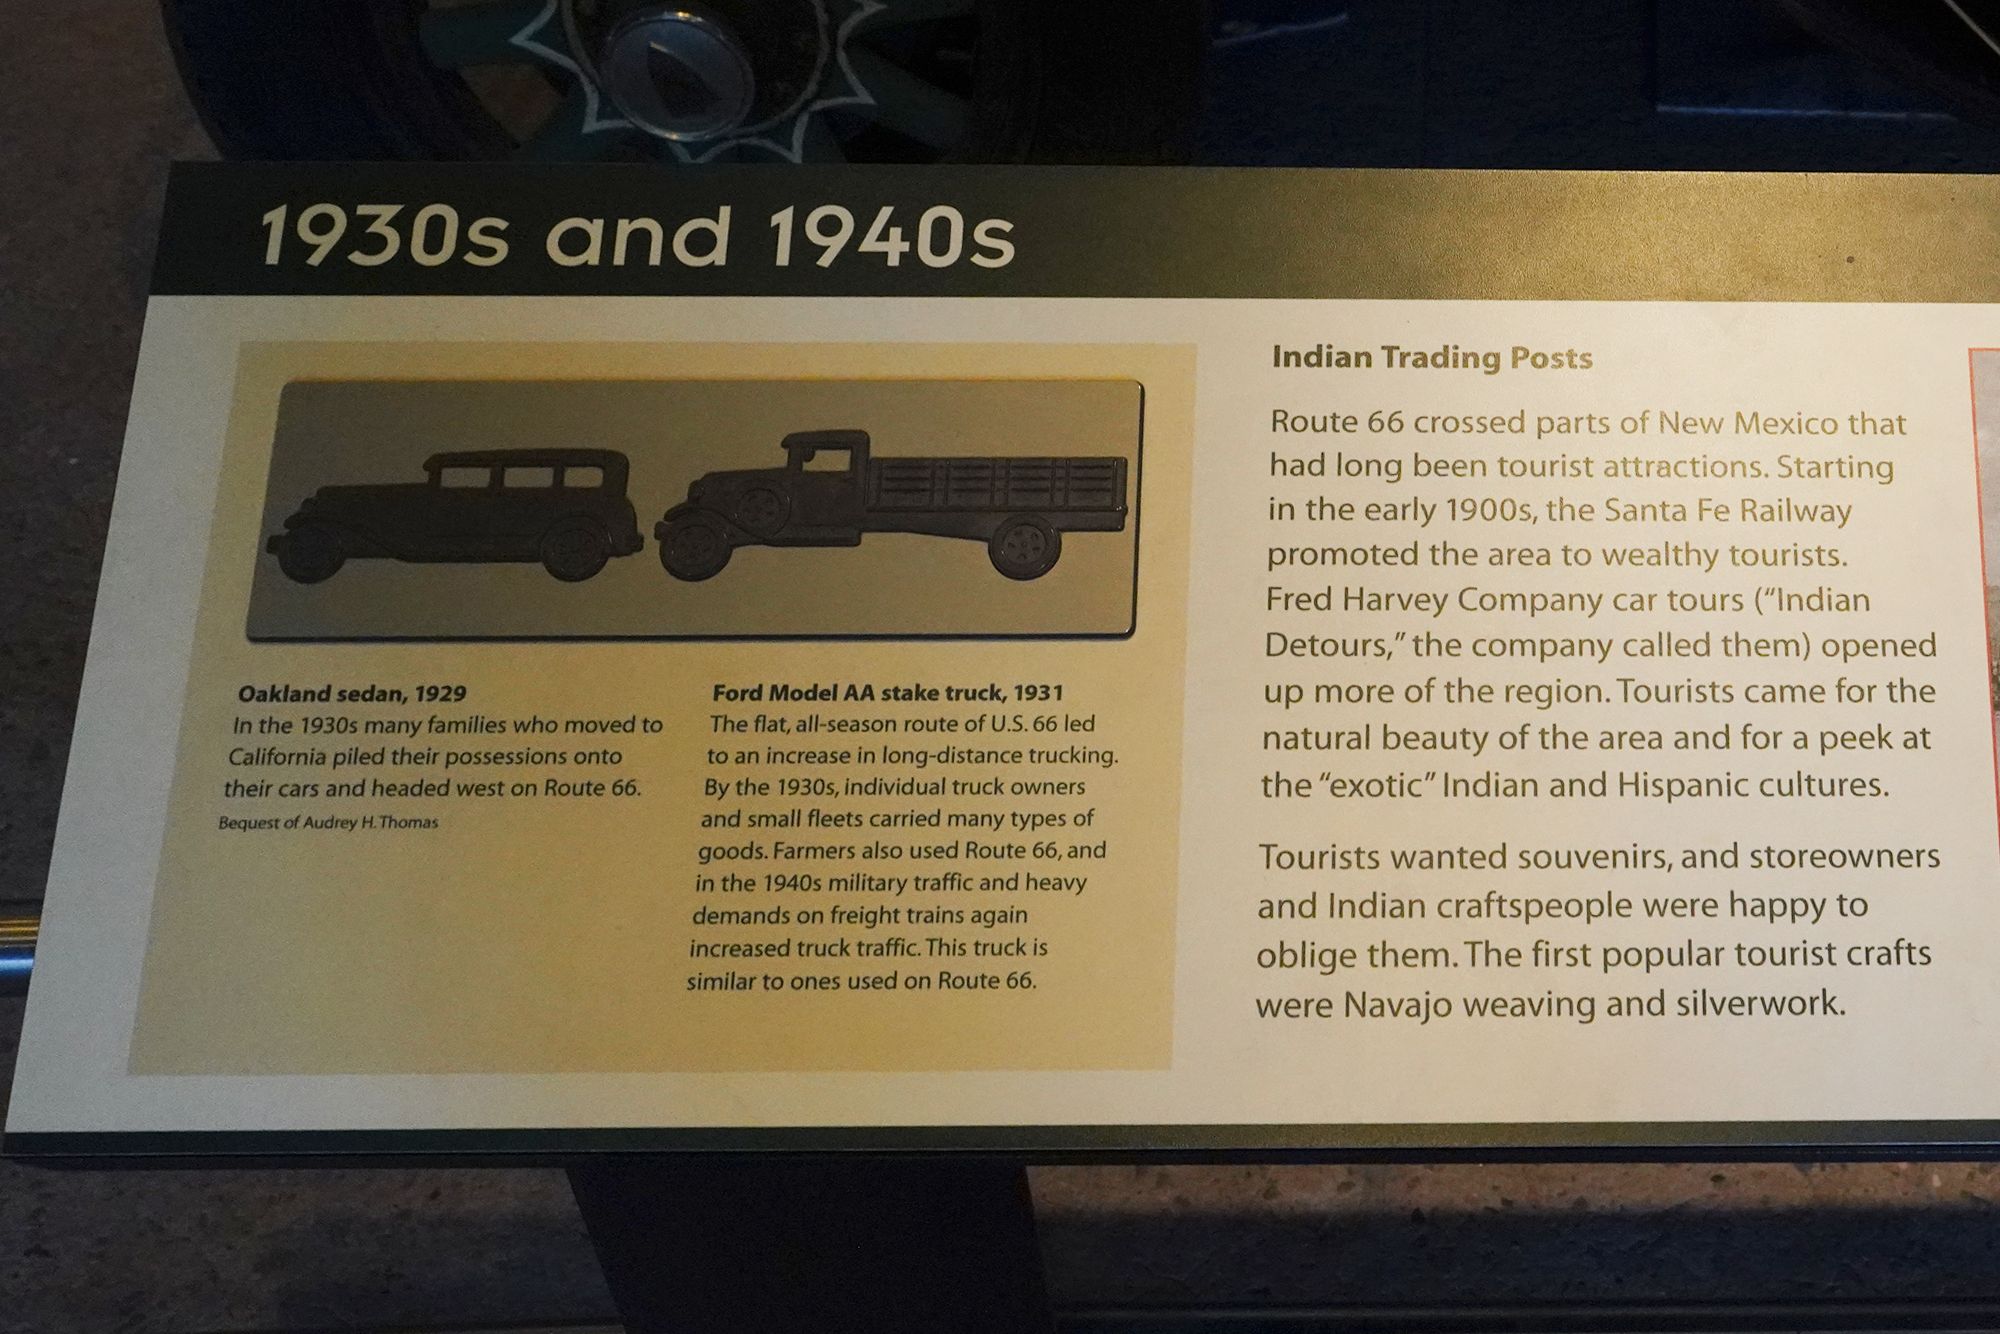 1930s and 1940s
Oakland sedan, 1929
In the 1930s many families who moved to
California piled their possessions onto
their cars and headed west on Route 66.
Bequest of Audrey H. Thomas
Ford Model AA stake truck, 1931
The flat, all-season route of U.S. 66 led
to an increase in long-distance trucking.
By the 1930s, individual truck owners
and small fleets carried many types of
goods. Farmers also used Route 66, and
in the 1940s military traffic and heavy
demands on freight trains again
increased truck traffic. This truck is
similar to ones used on Route 66.
Indian Trading Posts
Route 66 crossed parts of New Mexico that
had long been tourist attractions. Starting
in the early 1900s, the Santa Fe Railway
promoted the area to wealthy tourists.
Fred Harvey Company car tours (“Indian
Detours,” the company called them) opened
up more of the region. Tourists came for the
natural beauty of the area and for a peek at
the “exotic” Indian and Hispanic cultures.
Tourists wanted souvenirs, and storeowners
and Indian craftspeople were happy to
oblige them. The first popular tourist crafts
were Navajo weaving and silverwork.